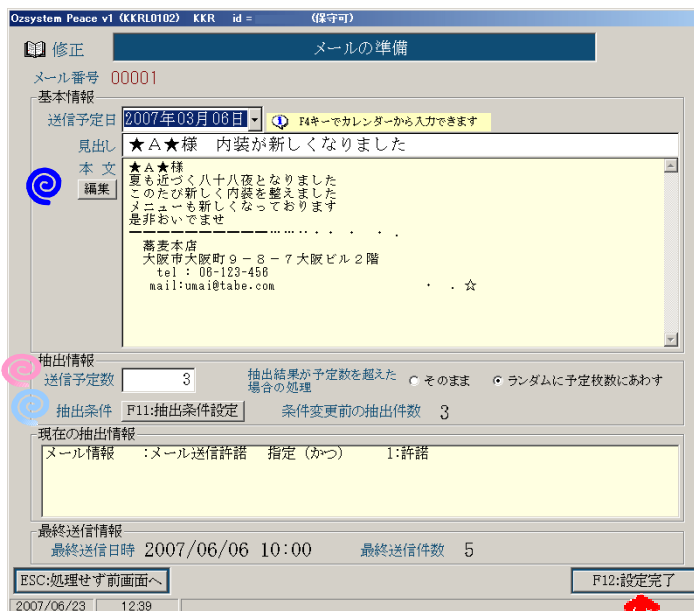 Ozsystem Peace v1 (KKRL0102) KKR id = (保守可)
修正
メールの準備
メール番号 00001
基本情報
送信予定日 2007年03月06日 F4キーでカレンダーから入力できます
見出し ★A★様 内装が新しくなりました
本 文
編集
★A★様
夏も近づく八十八夜となりました
このたび新しく内装を整えました
メニューも新しくなっております
是非おいでませ
━━━━━━━━━━━━━……‥‥・・ ・ ・ .
蕎麦本店
大阪市大阪町9-8-7大阪ビル2階
tel : 06-123-456
mail:umai@tabe.com ・ . ☆
抽出情報
送信予定数 3 抽出結果が予定数を超えた
場合の処理 そのまま ランダムに予定枚数にあわす
抽出条件 F11:抽出条件設定 条件変更前の抽出件数 3
現在の抽出情報
メール情報 :メール送信許諾 指定(かつ) 1:許諾
最終送信情報
最終送信日時 2007/06/06 10:00 最終送信件数 5
ESC:処理せず前画面へ F12:設定完了
2007/06/23 12:39